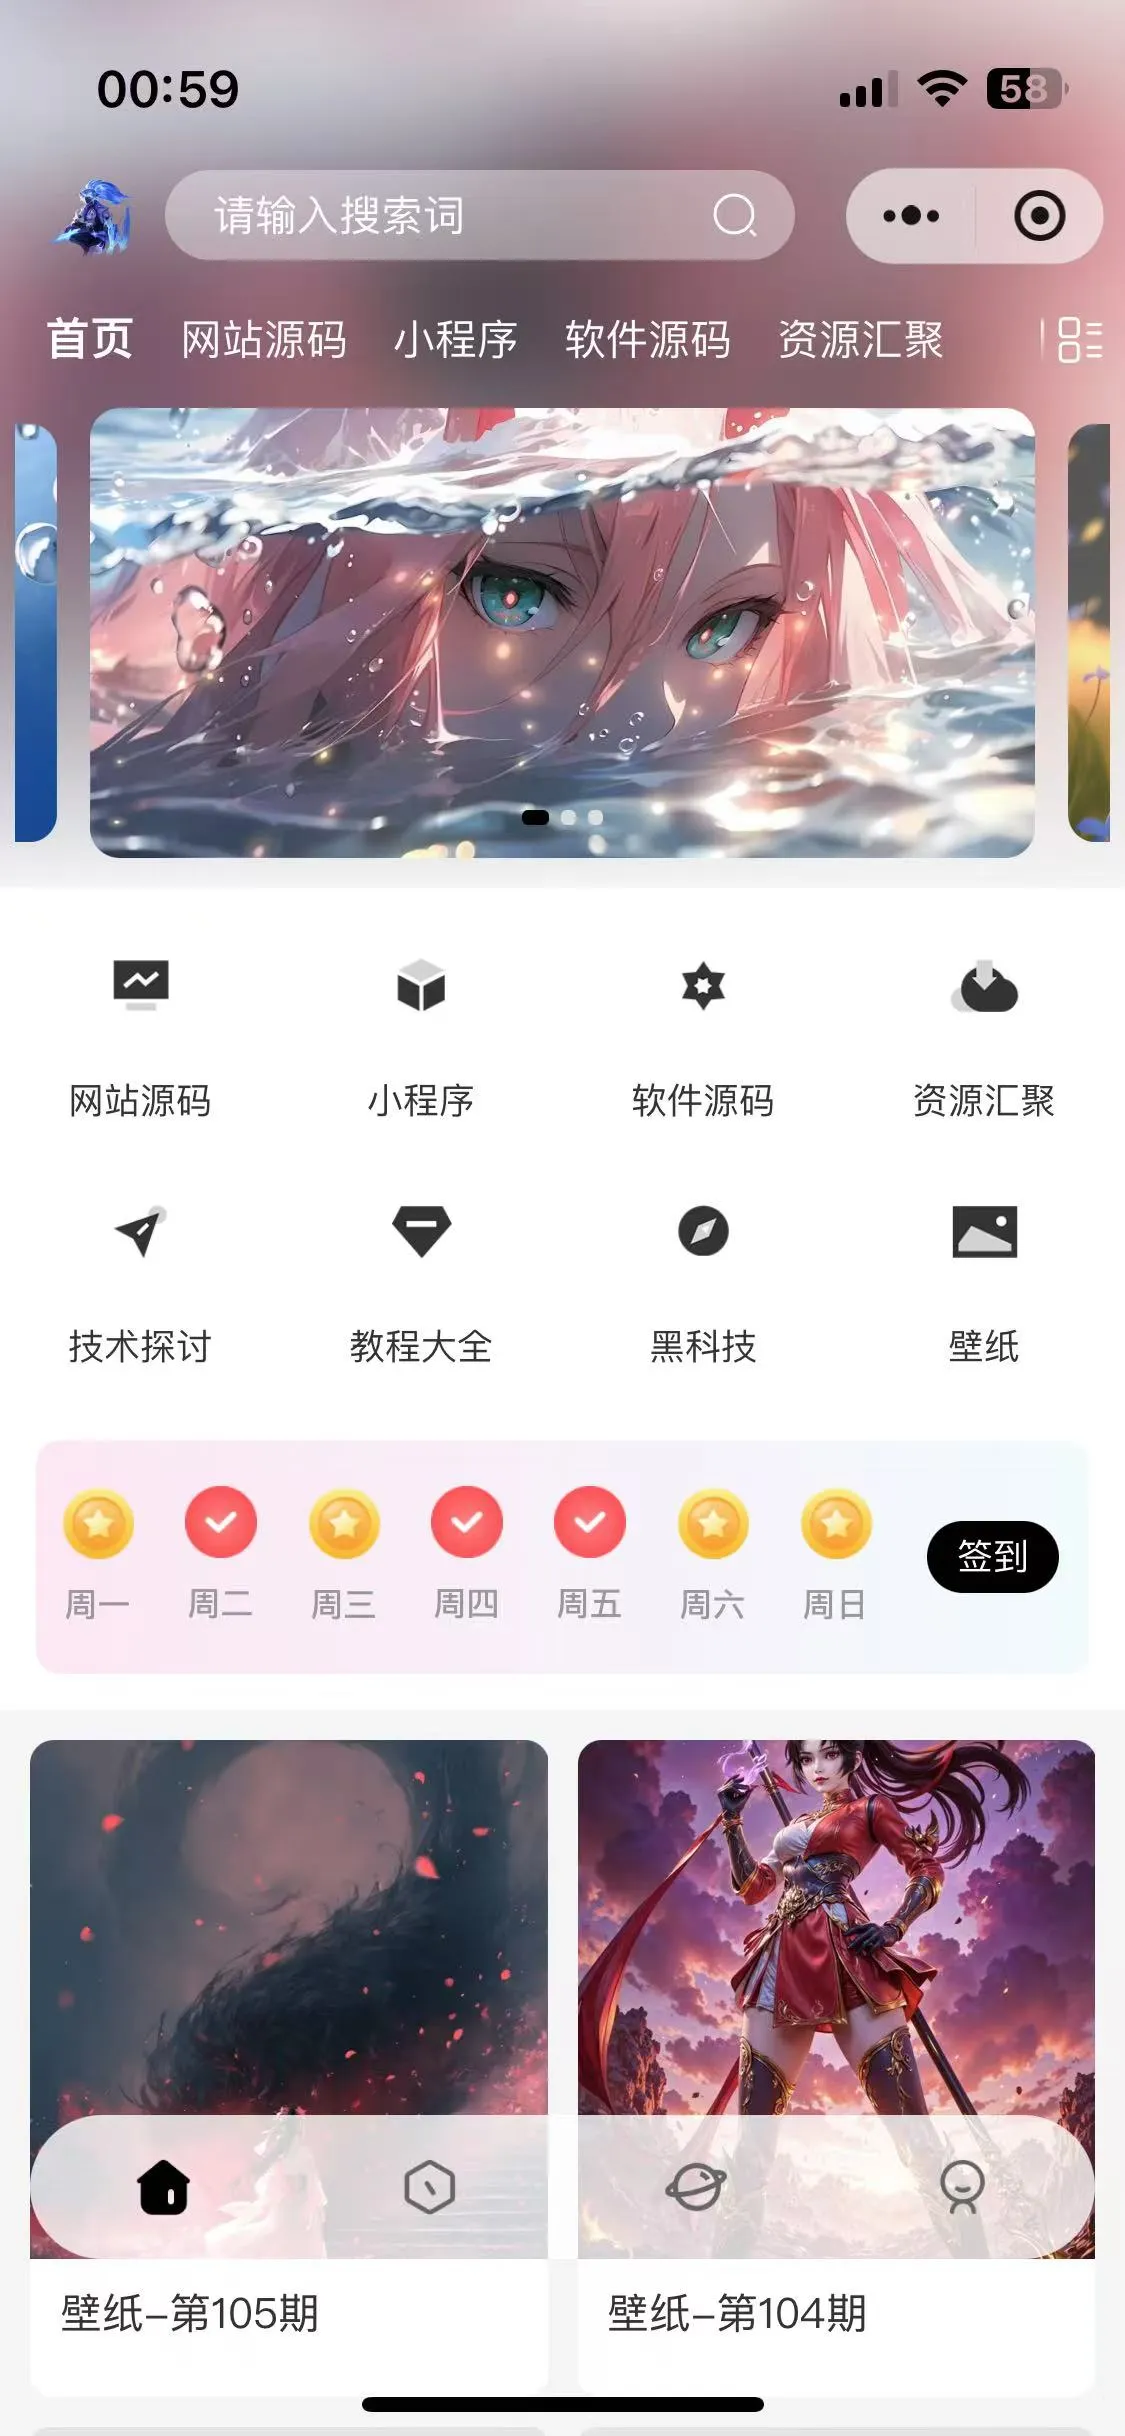 00:59
58
请输入搜索词
首页 网站源码 小程序 软件源码 资源汇聚
网站源码 小程序 软件源码 资源汇聚
技术探讨 教程大全 黑科技 壁纸
周一 周二 周三 周四 周五 周六 周日 签到
壁纸–第105期 壁纸–第104期